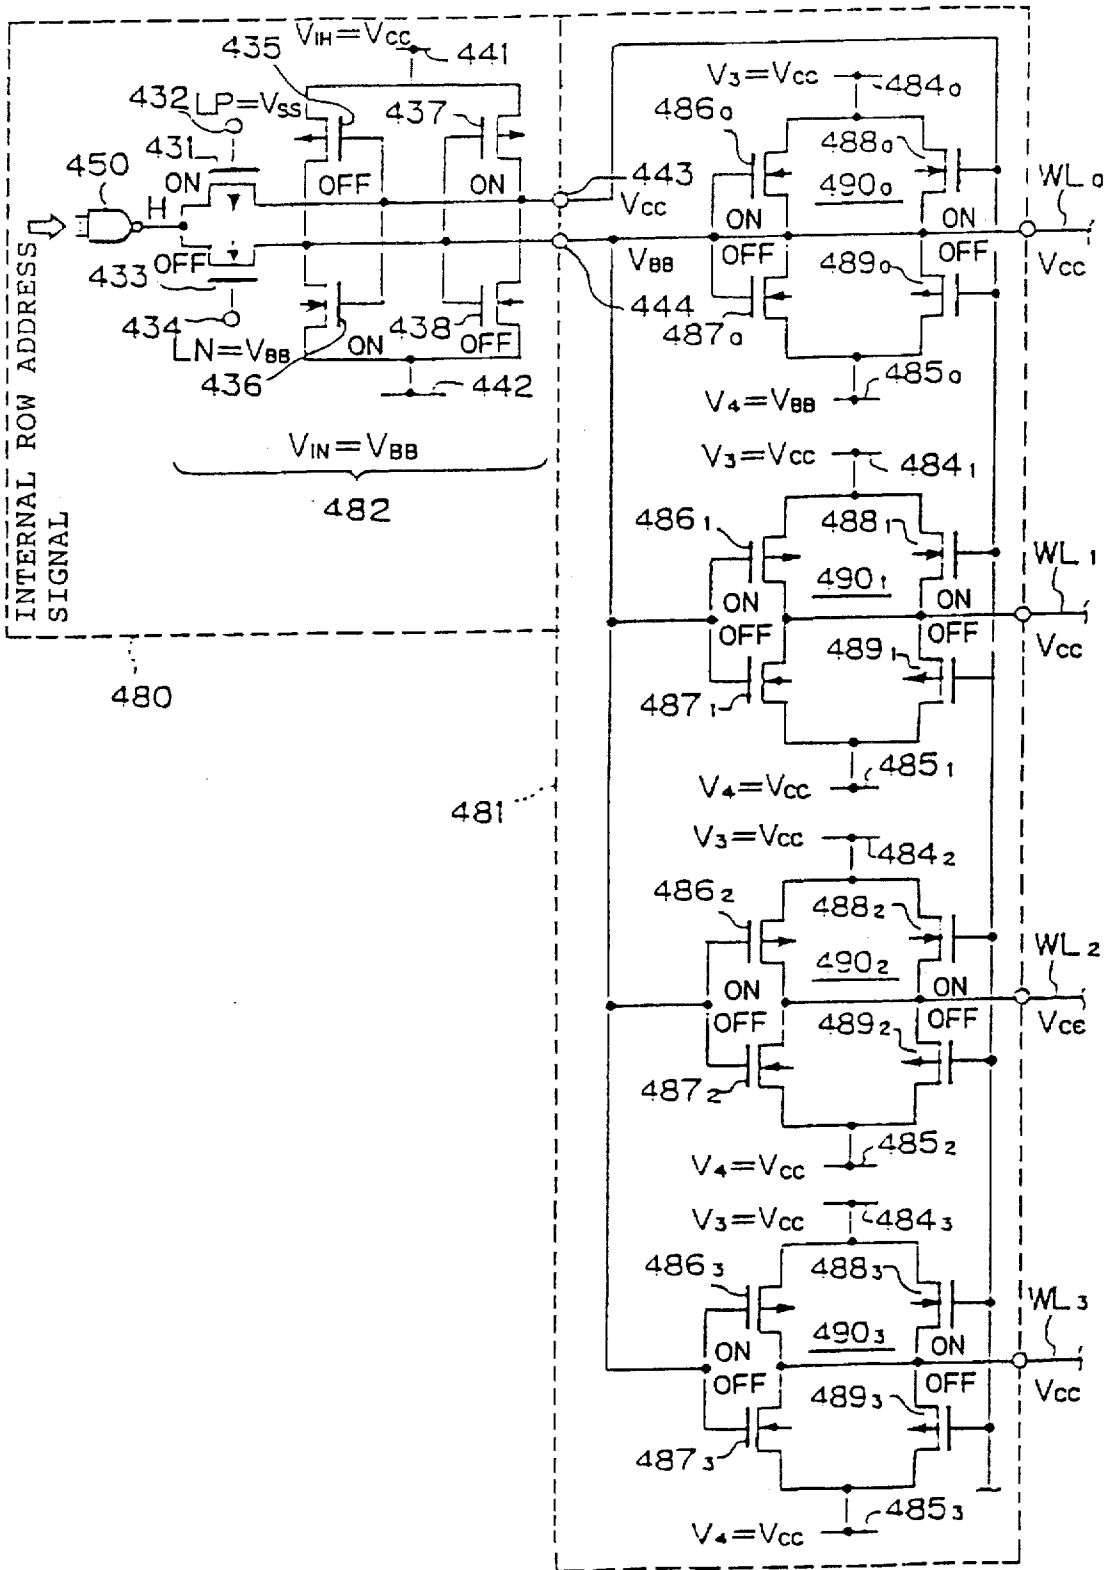 INTERNAL ROW ADDRESS
SIGNAL
450
H
431
ON
432
LP=VSS
435
VIH=VCC
441
437
OFF
ON
443
VCC
OFF
433
434
LN=VBB
436
ON
438
OFF
VBB
444
442
VIN=VBB
482
480
481
V3=VCC
4840
4860
4880
4900
ON
ON
OFF
OFF
WL0
VCC
4890
4870
4850
V4=VBB
V3=VCC
4841
4861
4881
4901
ON
ON
OFF
OFF
WL1
VCC
4891
4871
4851
V4=VCC
V3=VCC
4842
4862
4882
4902
ON
ON
OFF
OFF
WL2
4892
4872
4852
V4=VCC
V3=VCC
4843
4863
4883
4903
ON
ON
OFF
OFF
WL3
VCC
4893
4873
4853
V4=VCC